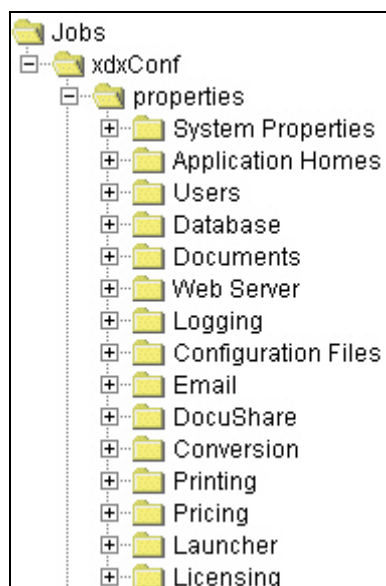 Jobs
xdxConf
properties
System Properties
Application Homes
Users
Database
Documents
Web Server
Logging
Configuration Files
Email
DocuShare
Conversion
Printing
Pricing
Launcher
Licensing